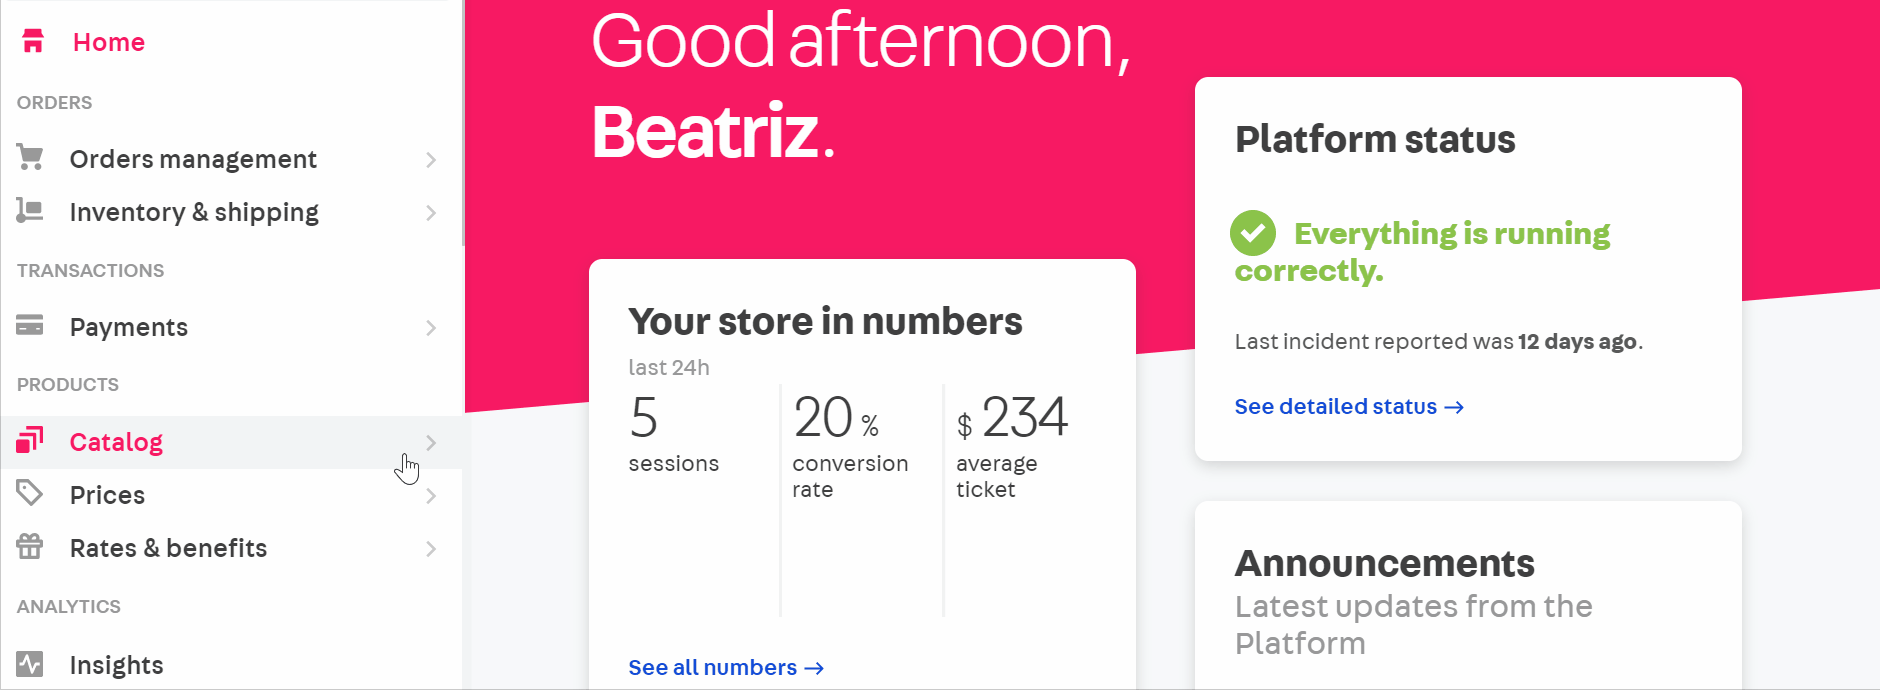 Home
ORDERS
Orders management
Inventory & shipping
TRANSACTIONS
Payments
PRODUCTS
Catalog
Prices
Rates & benefits
ANALYTICS
Insights
Good afternoon,
Beatriz.
Your store in numbers
last 24h
5
sessions
20 %
conversion
rate
$ 234
average
ticket
See all numbers →
Platform status
Everything is running
correctly.
Last incident reported was 12 days ago.
See detailed status →
Announcements
Latest updates from the
Platform